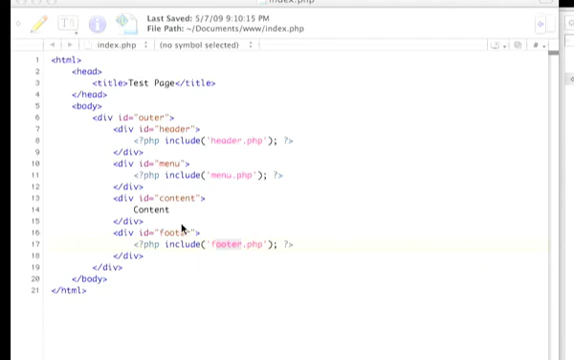 Last Saved: 5/7/09 9:10:15 PM
File Path: ~/Documents/www/index.php
index.php (no symbol selected)
1 <html>
2 <head>
3 <title>Test Page</title>
4 </head>
5 <body>
6 <div id="outer">
7 <div id="header">
8 <?php include('header.php'); ?>
9 </div>
10 <div id="menu">
11 <?php include('menu.php'); ?>
12 </div>
13 <div id="content">
14 Content
15 </div>
16 <div id="footer">
17 <?php include('footer.php'); ?>
18 </div>
19 </div>
20 </body>
21 </html>